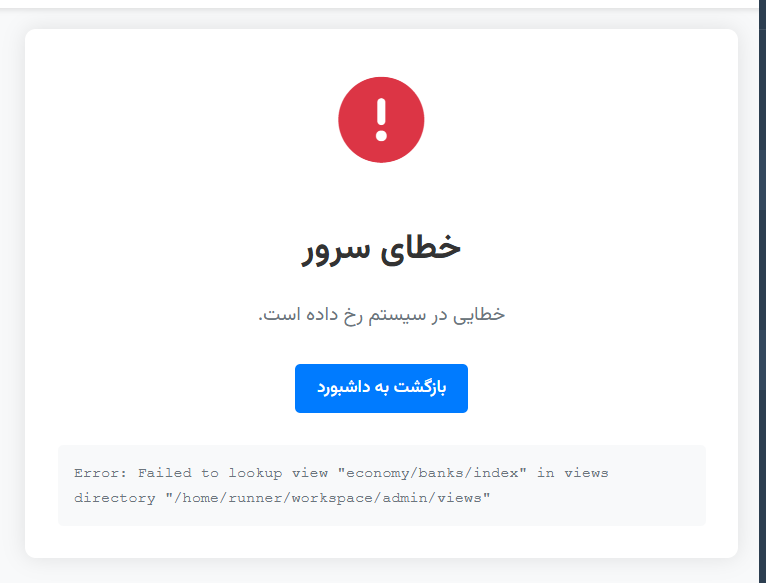 خطای سرور
خطایی در سیستم رخ داده است.
بازگشت به داشبورد
Error: Failed to lookup view "economy/banks/index" in views
directory "/home/runner/workspace/admin/views"